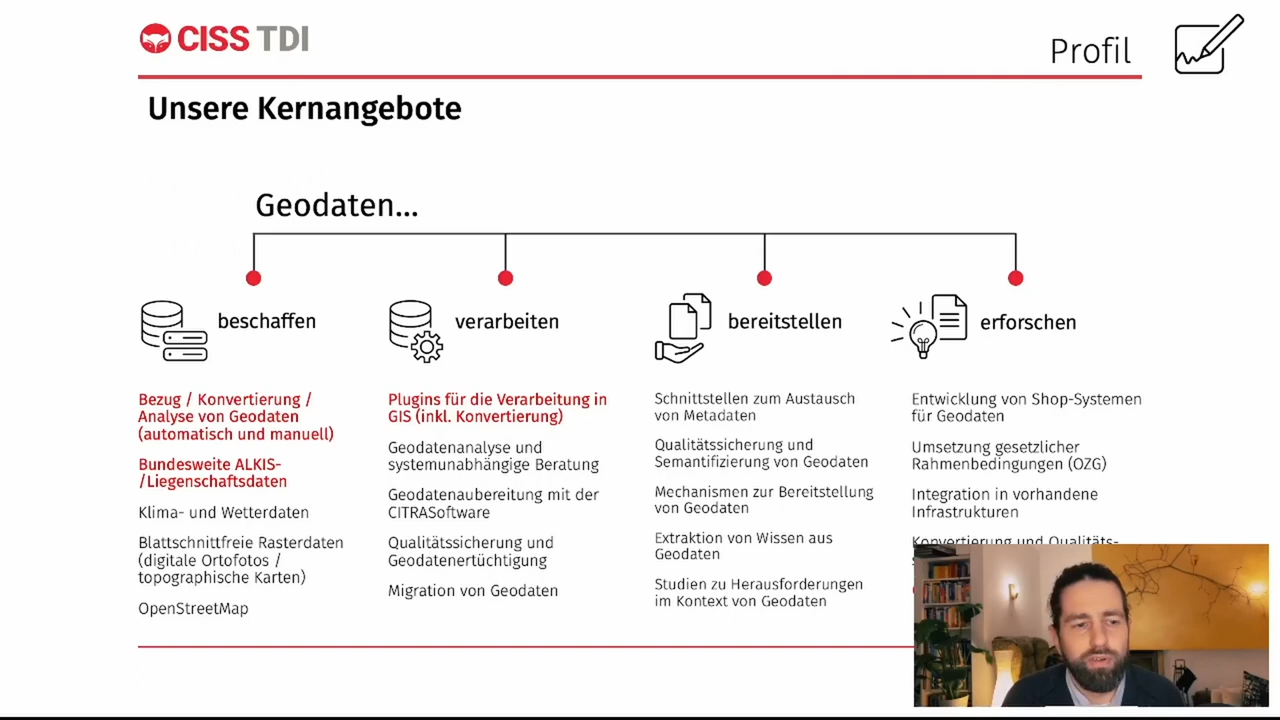 CISS TDI
Profil
Unsere Kernangebote
Geodaten...
beschaffen
verarbeiten
bereitstellen
erforschen
Bezug / Konvertierung /
Analyse von Geodaten
(automatisch und manuell)
Bundesweite ALKIS-
/Liegenschaftsdaten
Klima- und Wetterdaten
Blattschnittfreie Rasterdaten
(digitale Ortofotos /
topographische Karten)
OpenStreetMap
Plugins für die Verarbeitung in
GIS (inkl. Konvertierung)
Geodatenanalyse und
systemunabhängige Beratung
Geodatenaubereitung mit der
CITRASoftware
Qualitätssicherung und
Geodatenertüchtigung
Migration von Geodaten
Schnittstellen zum Austausch
von Metadaten
Qualitätssicherung und
Semantifizierung von Geodaten
Mechanismen zur Bereitstellung
von Geodaten
Extraktion von Wissen aus
Geodaten
Studien zu Herausforderungen
im Kontext von Geodaten
Entwicklung von Shop-Systemen
für Geodaten
Umsetzung gesetzlicher
Rahmenbedingungen (OZG)
Integration in vorhandene
Infrastrukturen
Konvertierung und Qualitäts-